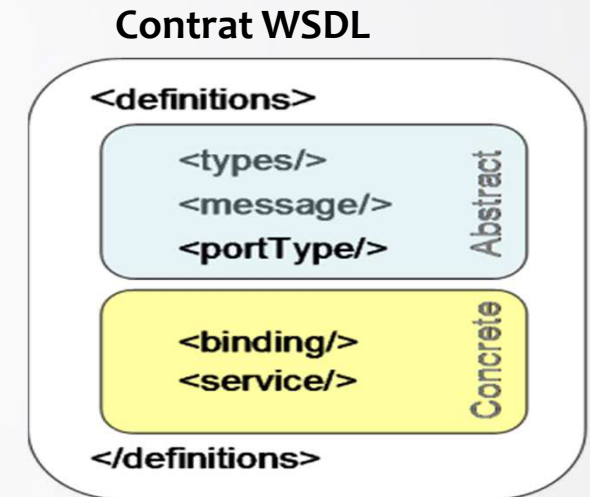 Contrat WSDL
<definitions>
<types/>
<message/>
<portType/>
Abstract
<binding/>
<service/>
Concrete
</definitions>